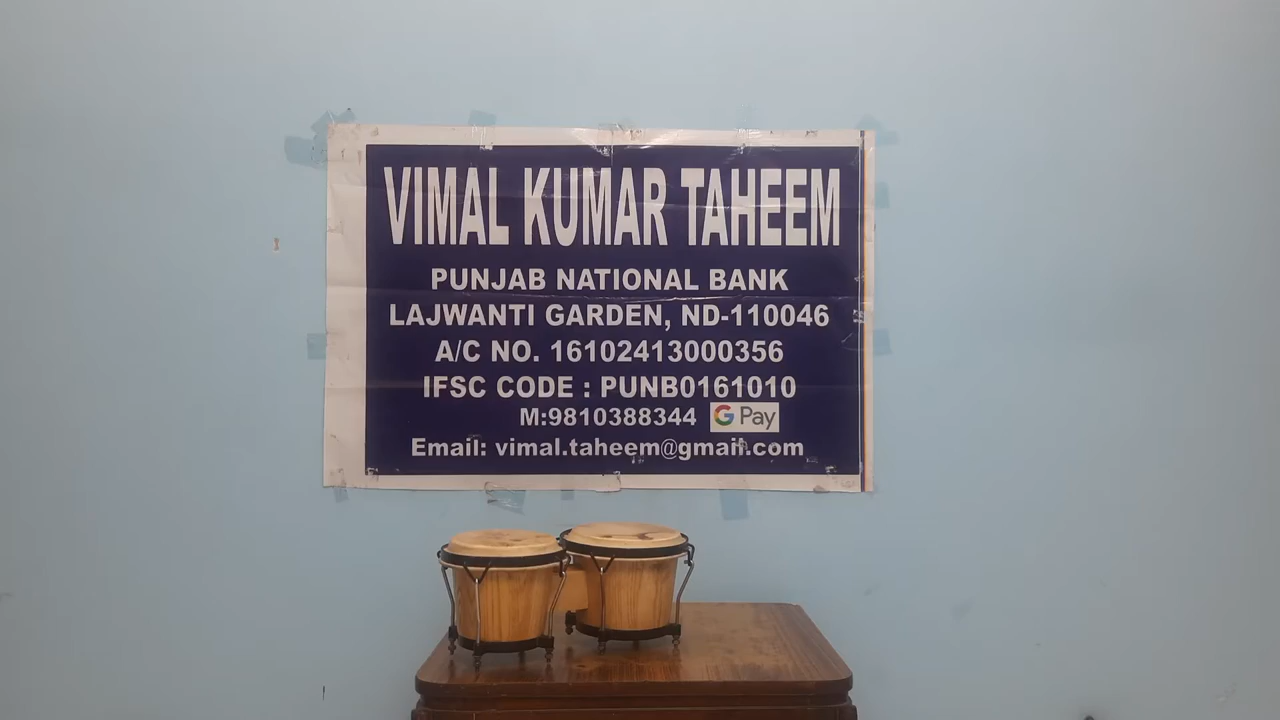 VIMAL KUMAR TAHEEM
PUNJAB NATIONAL BANK
LAJWANTI GARDEN, ND-110046
A/C NO. 16102413000356
IFSC CODE : PUNB0161010
M:9810388344 G Pay
Email: vimal.taheem@gmail.com